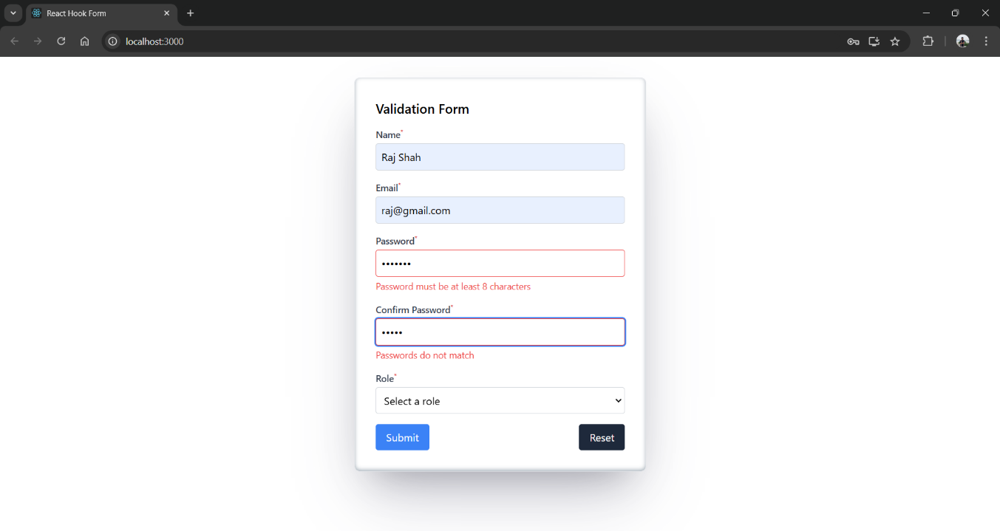 React Hook Form
localhost:3000
Validation Form
Name*
Raj Shah
Email*
raj@gmail.com
Password*
•••••••
Password must be at least 8 characters
Confirm Password*
•••••
Passwords do not match
Role*
Select a role
Submit Reset